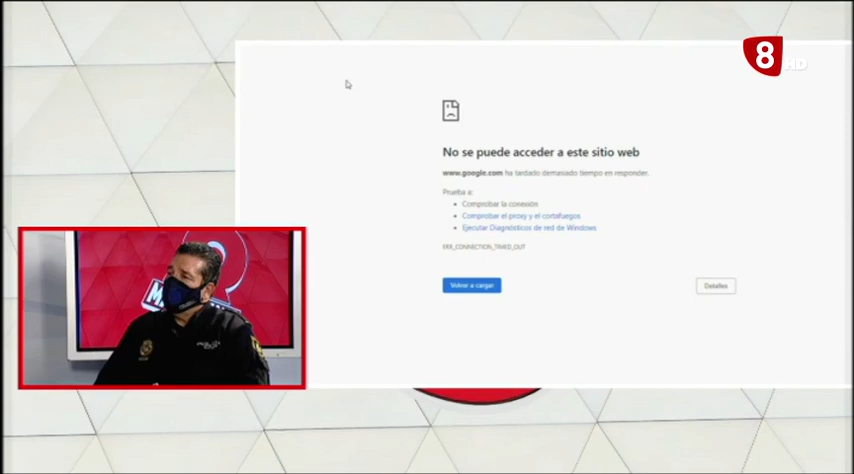 8 HD
No se puede acceder a este sitio web
www.google.com ha tardado demasiado tiempo en responder.
Prueba a:
Comprobar la conexión
Comprobar el proxy y el cortafuegos
Ejecutar Diagnósticos de red de Windows
ERR_CONNECTION_TIMED_OUT
Volver a cargar
Detalles